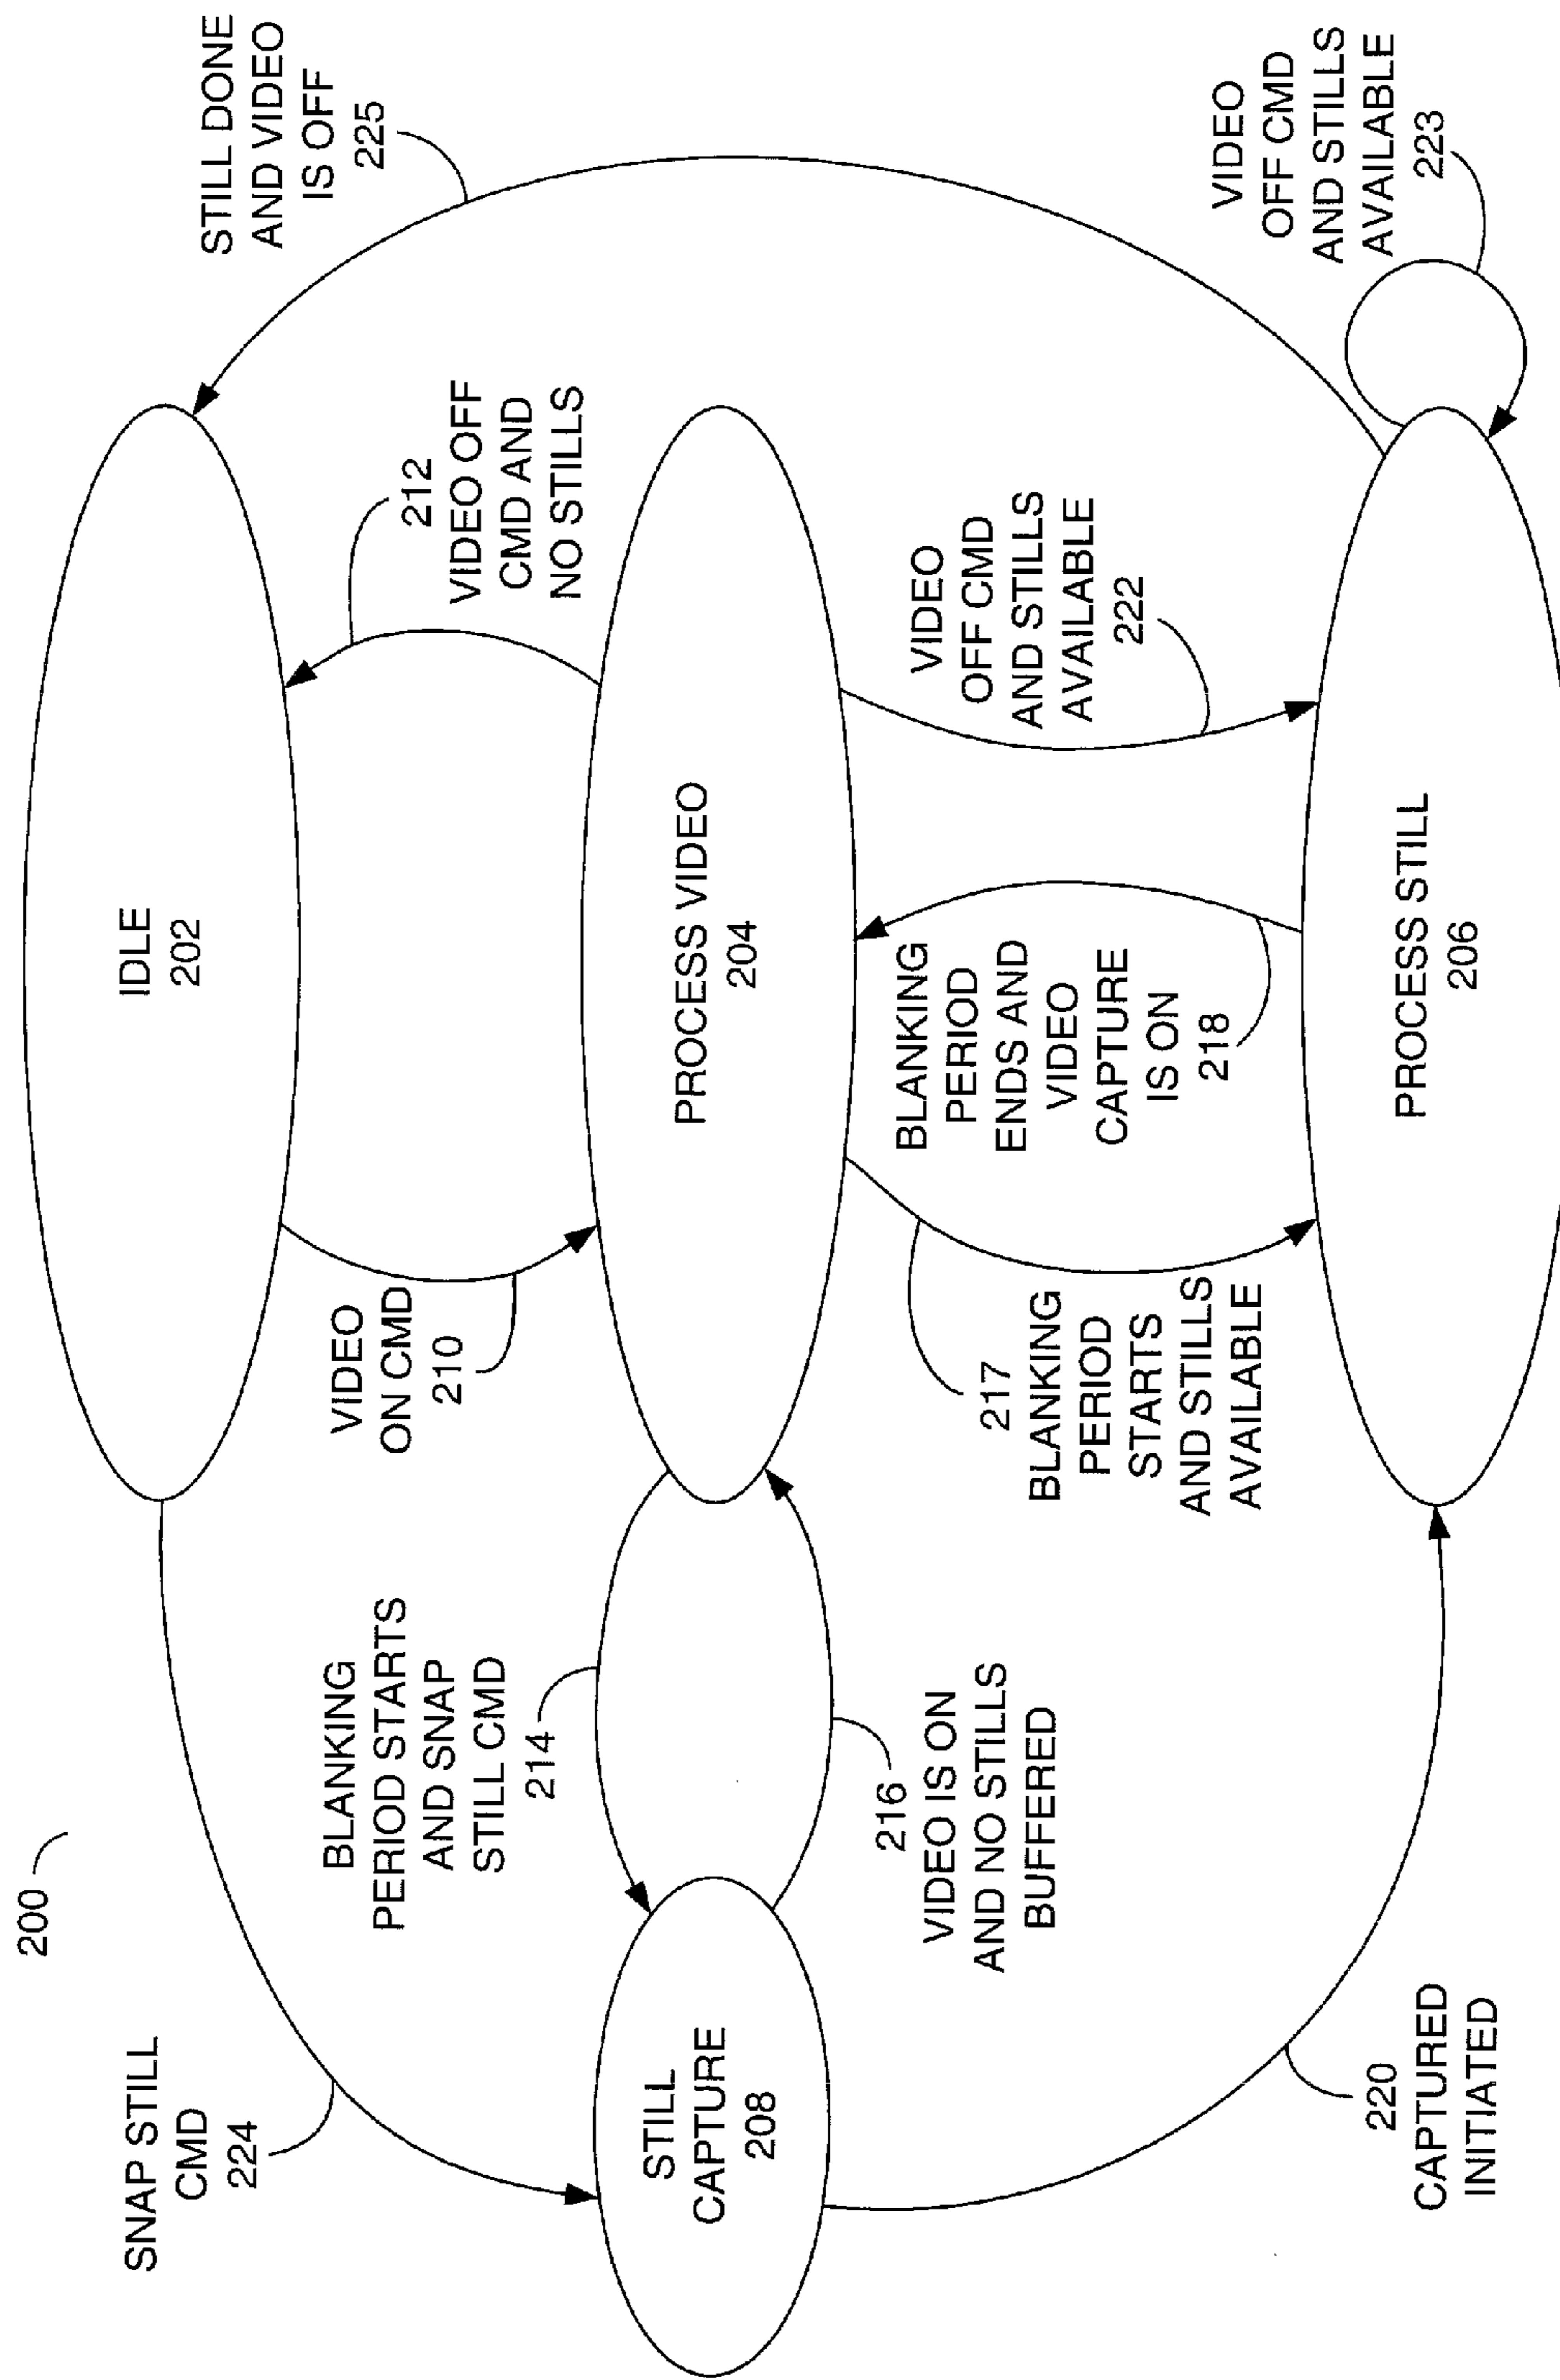 200
SNAP STILL
CMD
224
IDLE
202
STILL DONE
AND VIDEO
IS OFF
225
VIDEO
ON CMD
210
212
VIDEO OFF
CMD AND
NO STILLS
BLANKING
PERIOD STARTS
AND SNAP
STILL CMD
214
STILL
CAPTURE
208
PROCESS VIDEO
204
216
VIDEO IS ON
AND NO STILLS
BUFFERED
217
BLANKING
PERIOD
STARTS
AND STILLS
AVAILABLE
BLANKING
PERIOD
ENDS AND
VIDEO
CAPTURE
IS ON
218
VIDEO
OFF CMD
AND STILLS
AVAILABLE
222
VIDEO
OFF CMD
AND STILLS
AVAILABLE
223
220
CAPTURED
INITIATED
PROCESS STILL
206